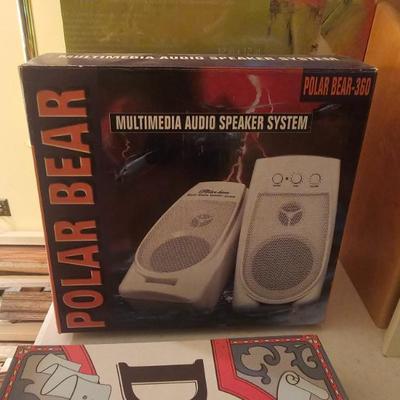 MULTIMEDIA AUDIO SPEAKER SYSTEM
POLAR BEAR-360
POLAR BEAR
MULTIMEDIA AUDIO SPEAKER SYSTEM
D